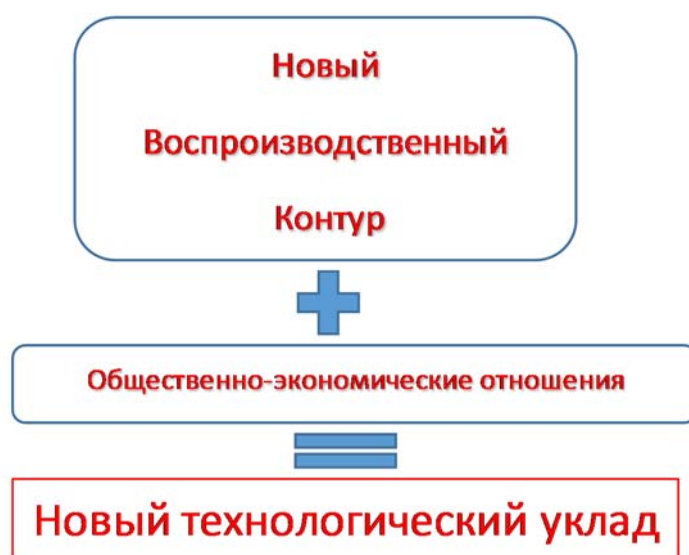 Новый
Воспроизводственный
Контур
Общественно-экономические отношения
Новый технологический уклад